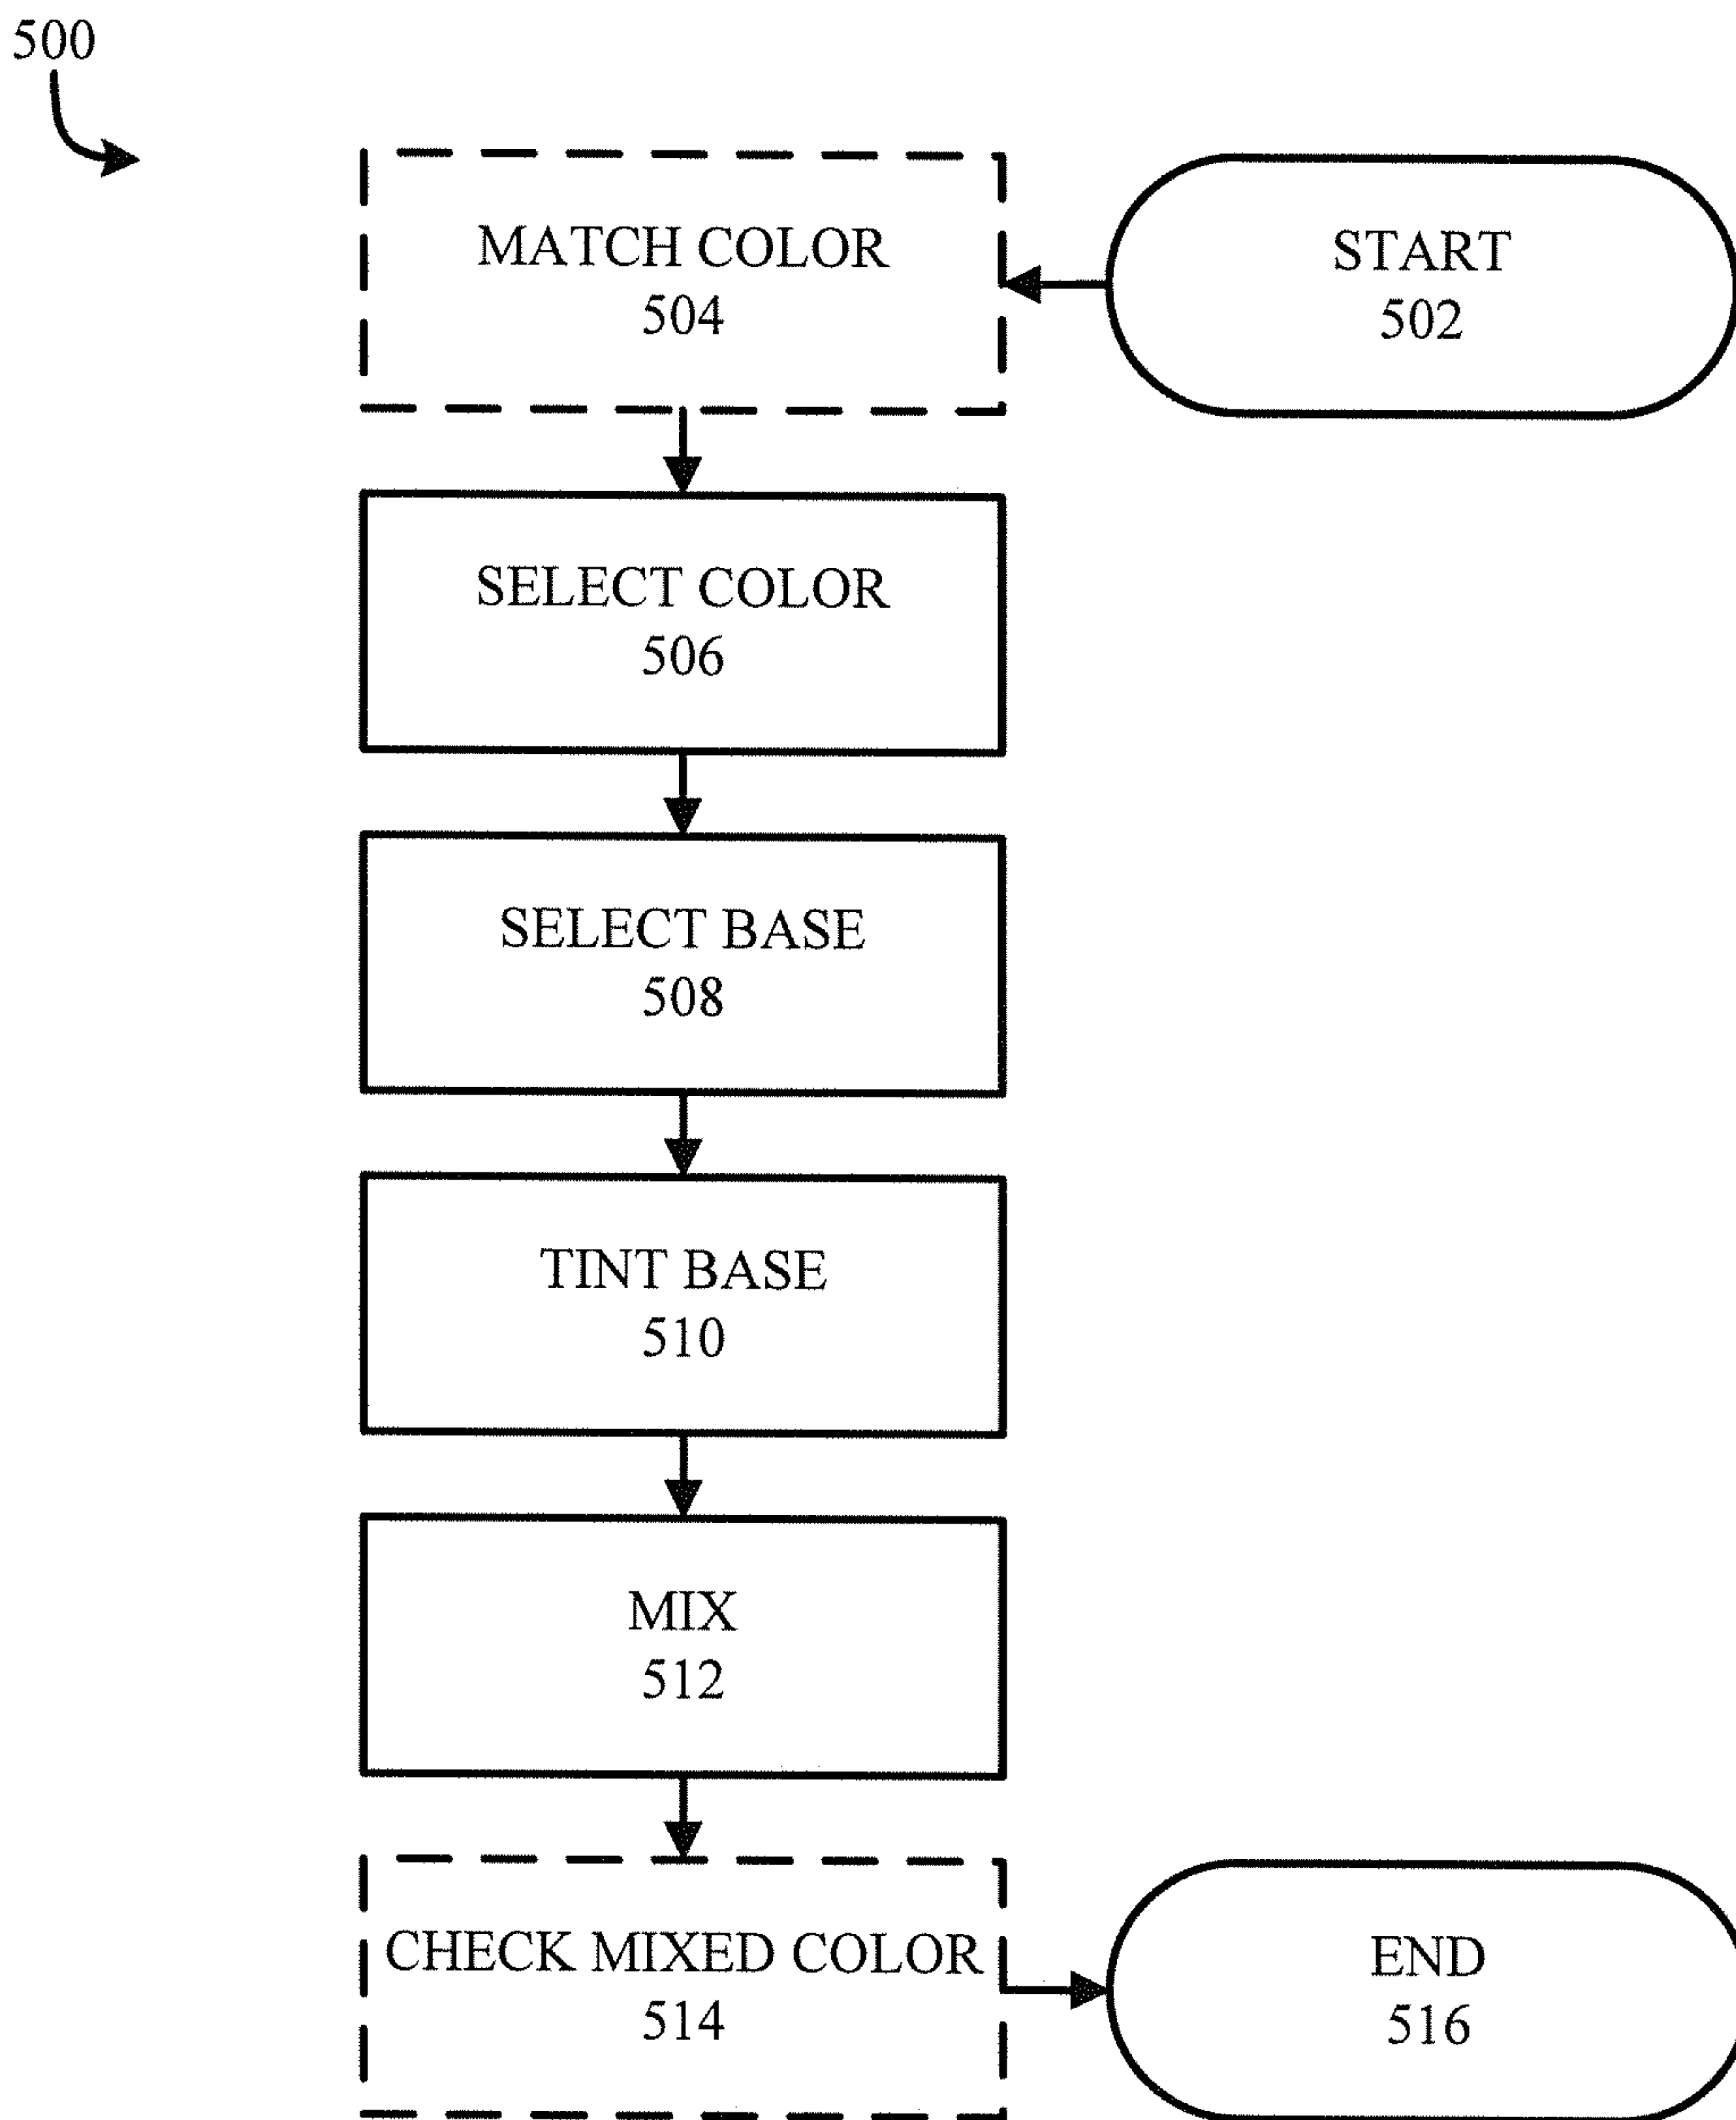 500
START
502
MATCH COLOR
504
SELECT COLOR
506
SELECT BASE
508
TINT BASE
510
MIX
512
CHECK MIXED COLOR
514
END
516